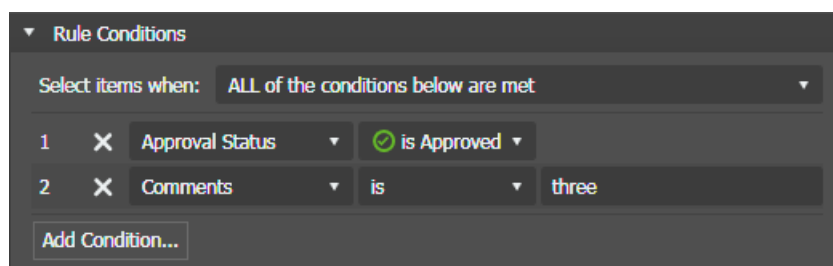 Rule Conditions
Select items when: ALL of the conditions below are met
1 Approval Status is Approved
2 Comments is three
Add Condition...